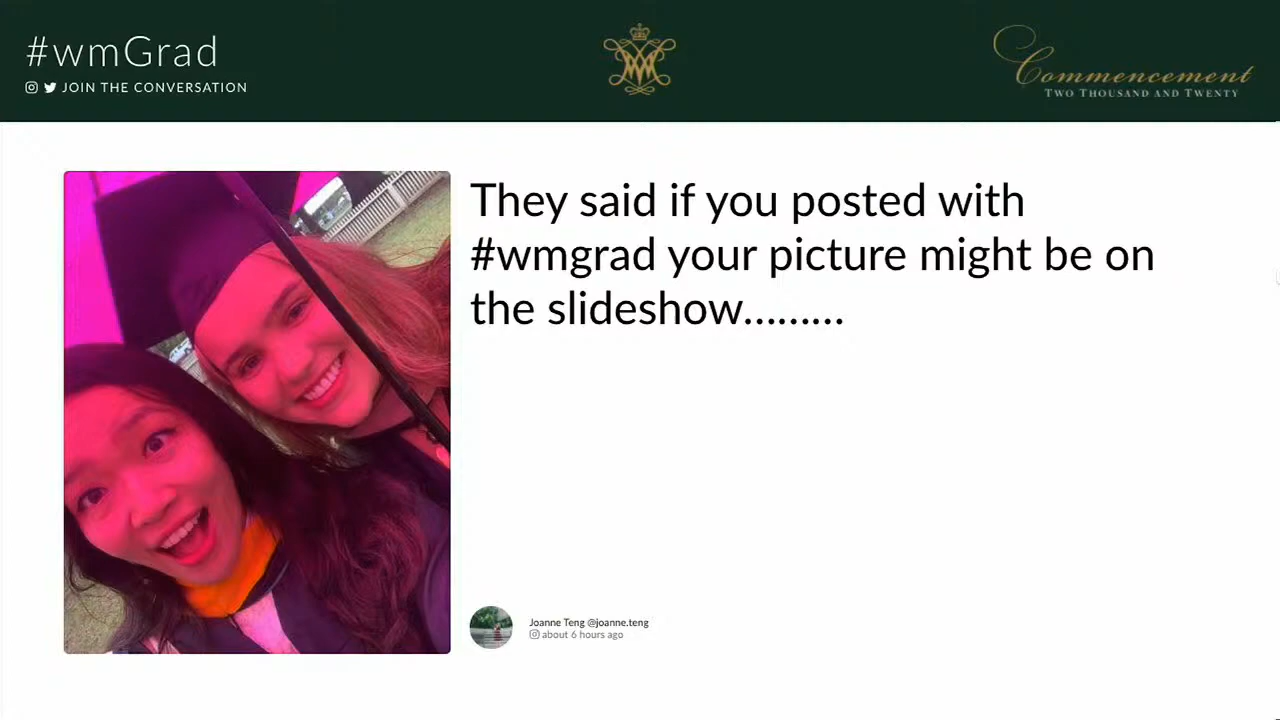 #wmGrad
JOIN THE CONVERSATION
Commencement
TWO THOUSAND AND TWENTY
They said if you posted with
#wmgrad your picture might be on
the slideshow.........
Joanne Teng @joanne.teng
about 6 hours ago